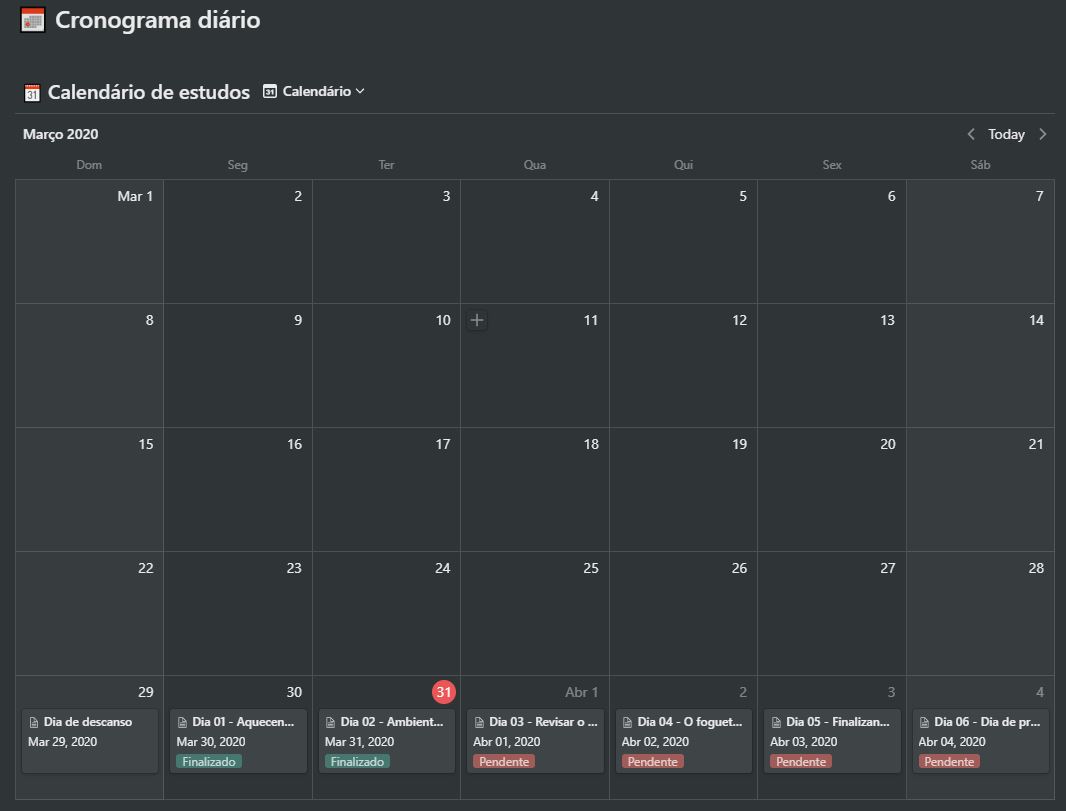 Cronograma diário
31 Calendário de estudos 31 Calendário
Março 2020 Today
Dom Seg Ter Qua Qui Sex Sáb
Mar 1 2 3 4 5 6 7
8 9 10 11 12 13 14
15 16 17 18 19 20 21
22 23 24 25 26 27 28
29 30 31 Abr 1 2 3 4
Dia de descanso Dia 01 - Aquecen... Dia 02 - Ambient... Dia 03 - Revisar o ... Dia 04 - O foguet... Dia 05 - Finalizan... Dia 06 - Dia de pr...
Mar 29, 2020 Mar 30, 2020 Mar 31, 2020 Abr 01, 2020 Abr 02, 2020 Abr 03, 2020 Abr 04, 2020
Finalizado Finalizado Pendente Pendente Pendente Pendente